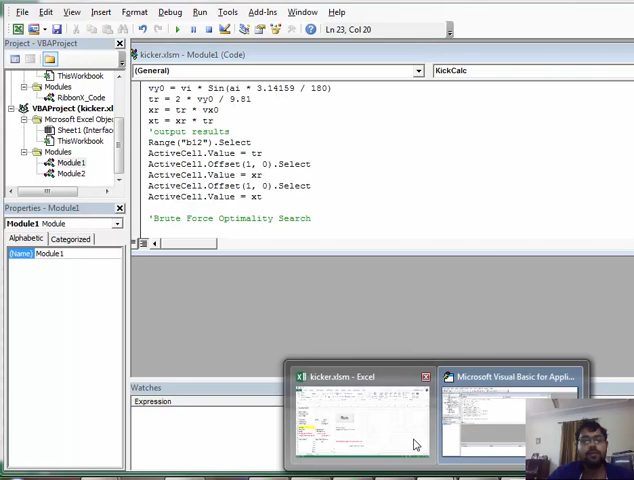 File Edit View Insert Format Debug Run Tools Add-Ins Window Help
Ln 23, Col 20
Project - VBAProject
ThisWorkbook
Modules
RibbonX_Code
VBAProject (kicker.xl
Microsoft Excel Objec
Sheet1 (Interfac
ThisWorkbook
Modules
Module1
Module2
Properties - Module1
Module1 Module
Alphabetic Categorized
(Name) Module1
kicker.xlsm - Module1 (Code)
(General) KickCalc
vy0 = vi * Sin(ai * 3.14159 / 180)
tr = 2 * vy0 / 9.81
xr = tr * vx0
xt = xr * tr
'output results
Range("b12").Select
ActiveCell.Value = tr
ActiveCell.Offset(1, 0).Select
ActiveCell.Value = xr
ActiveCell.Offset(1, 0).Select
ActiveCell.Value = xt
'Brute Force Optimality Search
Watches
Expression
kicker.xlsm - Excel
Microsoft Visual Basic for Appli...